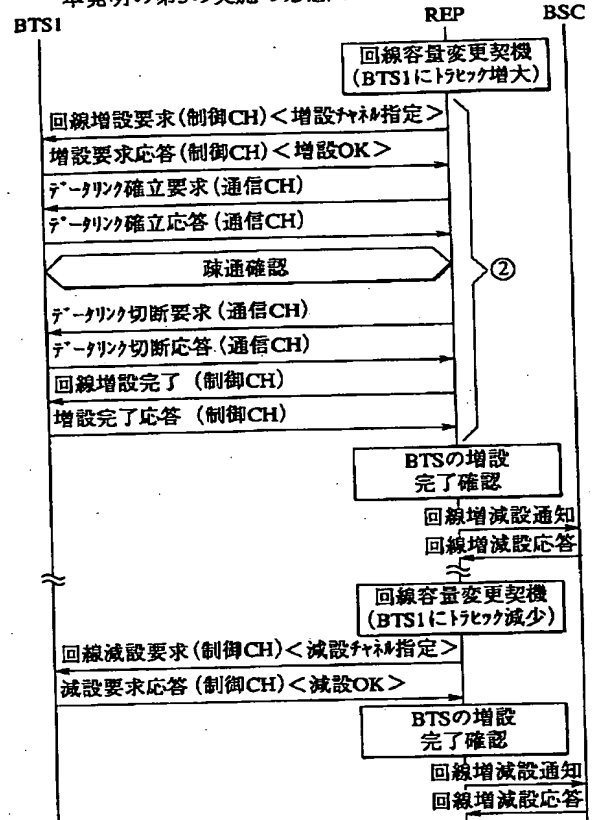 BTS1
REP
BSC
回線容量変更契機
(BTS1にトラヒック増大)
回線増設要求(制御CH)<増設チャネル指定>
増設要求応答(制御CH)<増設OK>
データリンク確立要求(通信CH)
データリンク確立応答(通信CH)
疎通確認
②
データリンク切断要求(通信CH)
データリンク切断応答(通信CH)
回線増設完了(制御CH)
増設完了応答(制御CH)
BTSの増設
完了確認
回線増減設通知
回線増減設応答
回線容量変更契機
(BTS1にトラヒック減少)
回線減設要求(制御CH)<減設チャネル指定>
減設要求応答(制御CH)<減設OK>
BTSの増設
完了確認
回線増減設通知
回線増減設応答